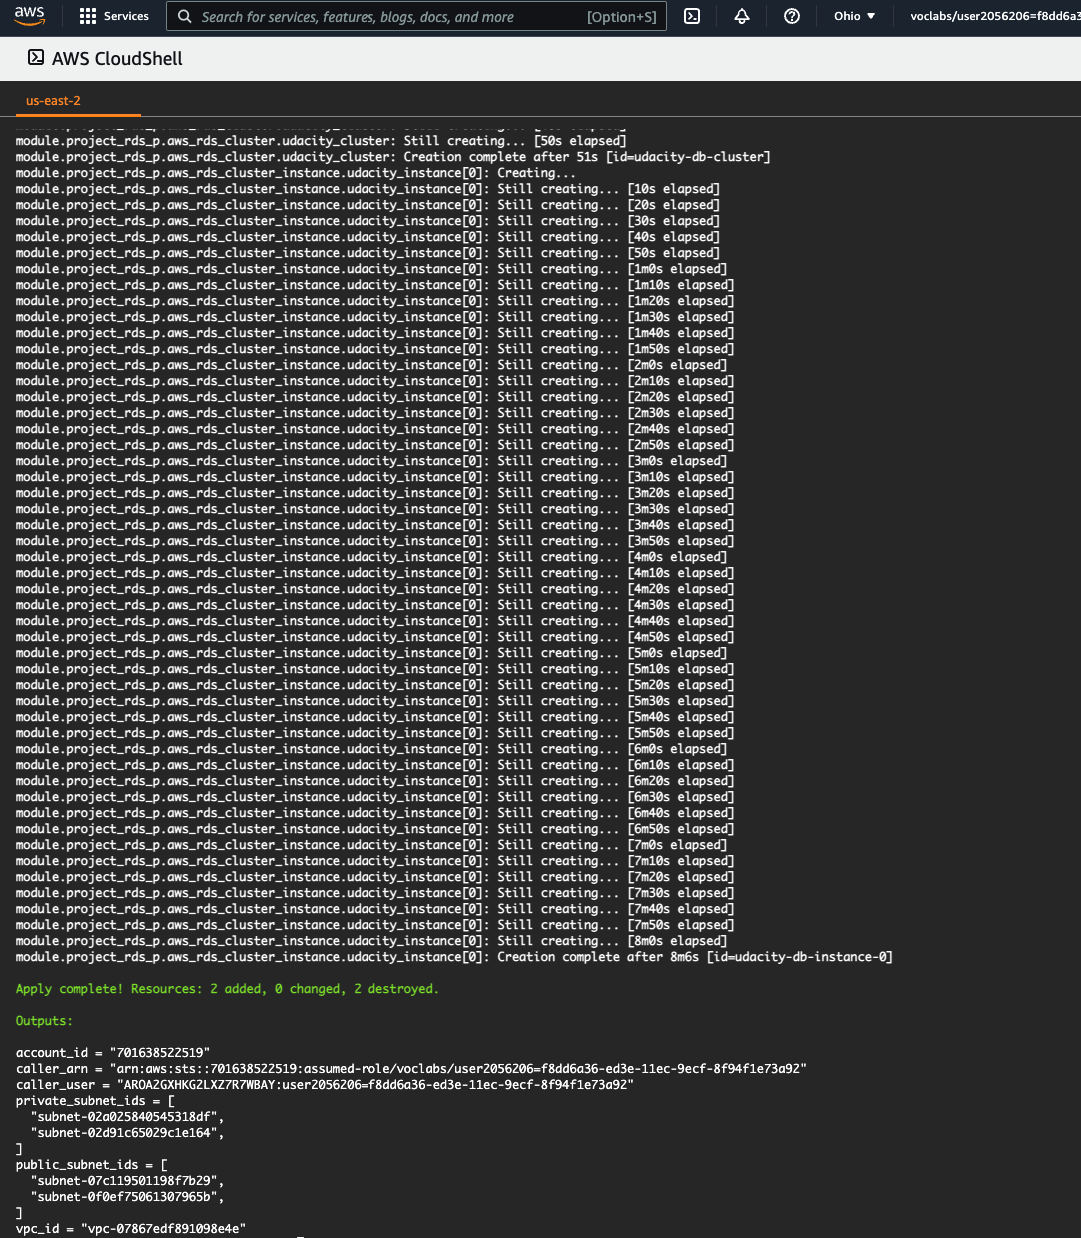 aws
Services
Search for services, features, blogs, docs, and more
[Option+S]
Ohio
voclabs/user2056206=f8dd6a3
AWS CloudShell
us-east-2
module.project_rds_p.aws_rds_cluster.udacity_cluster: Still creating... [50s elapsed]
module.project_rds_p.aws_rds_cluster.udacity_cluster: Creation complete after 51s [id=udacity-db-cluster]
module.project_rds_p.aws_rds_cluster_instance.udacity_instance[0]: Creating...
module.project_rds_p.aws_rds_cluster_instance.udacity_instance[0]: Still creating... [10s elapsed]
module.project_rds_p.aws_rds_cluster_instance.udacity_instance[0]: Still creating... [20s elapsed]
module.project_rds_p.aws_rds_cluster_instance.udacity_instance[0]: Still creating... [30s elapsed]
module.project_rds_p.aws_rds_cluster_instance.udacity_instance[0]: Still creating... [40s elapsed]
module.project_rds_p.aws_rds_cluster_instance.udacity_instance[0]: Still creating... [50s elapsed]
module.project_rds_p.aws_rds_cluster_instance.udacity_instance[0]: Still creating... [1m0s elapsed]
module.project_rds_p.aws_rds_cluster_instance.udacity_instance[0]: Still creating... [1m10s elapsed]
module.project_rds_p.aws_rds_cluster_instance.udacity_instance[0]: Still creating... [1m20s elapsed]
module.project_rds_p.aws_rds_cluster_instance.udacity_instance[0]: Still creating... [1m30s elapsed]
module.project_rds_p.aws_rds_cluster_instance.udacity_instance[0]: Still creating... [1m40s elapsed]
module.project_rds_p.aws_rds_cluster_instance.udacity_instance[0]: Still creating... [1m50s elapsed]
module.project_rds_p.aws_rds_cluster_instance.udacity_instance[0]: Still creating... [2m0s elapsed]
module.project_rds_p.aws_rds_cluster_instance.udacity_instance[0]: Still creating... [2m10s elapsed]
module.project_rds_p.aws_rds_cluster_instance.udacity_instance[0]: Still creating... [2m20s elapsed]
module.project_rds_p.aws_rds_cluster_instance.udacity_instance[0]: Still creating... [2m30s elapsed]
module.project_rds_p.aws_rds_cluster_instance.udacity_instance[0]: Still creating... [2m40s elapsed]
module.project_rds_p.aws_rds_cluster_instance.udacity_instance[0]: Still creating... [2m50s elapsed]
module.project_rds_p.aws_rds_cluster_instance.udacity_instance[0]: Still creating... [3m0s elapsed]
module.project_rds_p.aws_rds_cluster_instance.udacity_instance[0]: Still creating... [3m10s elapsed]
module.project_rds_p.aws_rds_cluster_instance.udacity_instance[0]: Still creating... [3m20s elapsed]
module.project_rds_p.aws_rds_cluster_instance.udacity_instance[0]: Still creating... [3m30s elapsed]
module.project_rds_p.aws_rds_cluster_instance.udacity_instance[0]: Still creating... [3m40s elapsed]
module.project_rds_p.aws_rds_cluster_instance.udacity_instance[0]: Still creating... [3m50s elapsed]
module.project_rds_p.aws_rds_cluster_instance.udacity_instance[0]: Still creating... [4m0s elapsed]
module.project_rds_p.aws_rds_cluster_instance.udacity_instance[0]: Still creating... [4m10s elapsed]
module.project_rds_p.aws_rds_cluster_instance.udacity_instance[0]: Still creating... [4m20s elapsed]
module.project_rds_p.aws_rds_cluster_instance.udacity_instance[0]: Still creating... [4m30s elapsed]
module.project_rds_p.aws_rds_cluster_instance.udacity_instance[0]: Still creating... [4m40s elapsed]
module.project_rds_p.aws_rds_cluster_instance.udacity_instance[0]: Still creating... [4m50s elapsed]
module.project_rds_p.aws_rds_cluster_instance.udacity_instance[0]: Still creating... [5m0s elapsed]
module.project_rds_p.aws_rds_cluster_instance.udacity_instance[0]: Still creating... [5m10s elapsed]
module.project_rds_p.aws_rds_cluster_instance.udacity_instance[0]: Still creating... [5m20s elapsed]
module.project_rds_p.aws_rds_cluster_instance.udacity_instance[0]: Still creating... [5m30s elapsed]
module.project_rds_p.aws_rds_cluster_instance.udacity_instance[0]: Still creating... [5m40s elapsed]
module.project_rds_p.aws_rds_cluster_instance.udacity_instance[0]: Still creating... [5m50s elapsed]
module.project_rds_p.aws_rds_cluster_instance.udacity_instance[0]: Still creating... [6m0s elapsed]
module.project_rds_p.aws_rds_cluster_instance.udacity_instance[0]: Still creating... [6m10s elapsed]
module.project_rds_p.aws_rds_cluster_instance.udacity_instance[0]: Still creating... [6m20s elapsed]
module.project_rds_p.aws_rds_cluster_instance.udacity_instance[0]: Still creating... [6m30s elapsed]
module.project_rds_p.aws_rds_cluster_instance.udacity_instance[0]: Still creating... [6m40s elapsed]
module.project_rds_p.aws_rds_cluster_instance.udacity_instance[0]: Still creating... [6m50s elapsed]
module.project_rds_p.aws_rds_cluster_instance.udacity_instance[0]: Still creating... [7m0s elapsed]
module.project_rds_p.aws_rds_cluster_instance.udacity_instance[0]: Still creating... [7m10s elapsed]
module.project_rds_p.aws_rds_cluster_instance.udacity_instance[0]: Still creating... [7m20s elapsed]
module.project_rds_p.aws_rds_cluster_instance.udacity_instance[0]: Still creating... [7m30s elapsed]
module.project_rds_p.aws_rds_cluster_instance.udacity_instance[0]: Still creating... [7m40s elapsed]
module.project_rds_p.aws_rds_cluster_instance.udacity_instance[0]: Still creating... [7m50s elapsed]
module.project_rds_p.aws_rds_cluster_instance.udacity_instance[0]: Still creating... [8m0s elapsed]
module.project_rds_p.aws_rds_cluster_instance.udacity_instance[0]: Creation complete after 8m6s [id=udacity-db-instance-0]
Apply complete! Resources: 2 added, 0 changed, 2 destroyed.
Outputs:
account_id = "701638522519"
caller_arn = "arn:aws:sts::701638522519:assumed-role/voclabs/user2056206=f8dd6a36-ed3e-11ec-9ecf-8f94f1e73a92"
caller_user = "AROA2GXHKG2LXZ7R7WBAY:user2056206=f8dd6a36-ed3e-11ec-9ecf-8f94f1e73a92"
private_subnet_ids = [
"subnet-02a025840545318df",
"subnet-02d91c65029c1e164",
]
public_subnet_ids = [
"subnet-07c119501198f7b29",
"subnet-0f0ef75061307965b",
]
vpc_id = "vpc-07867edf891098e4e"